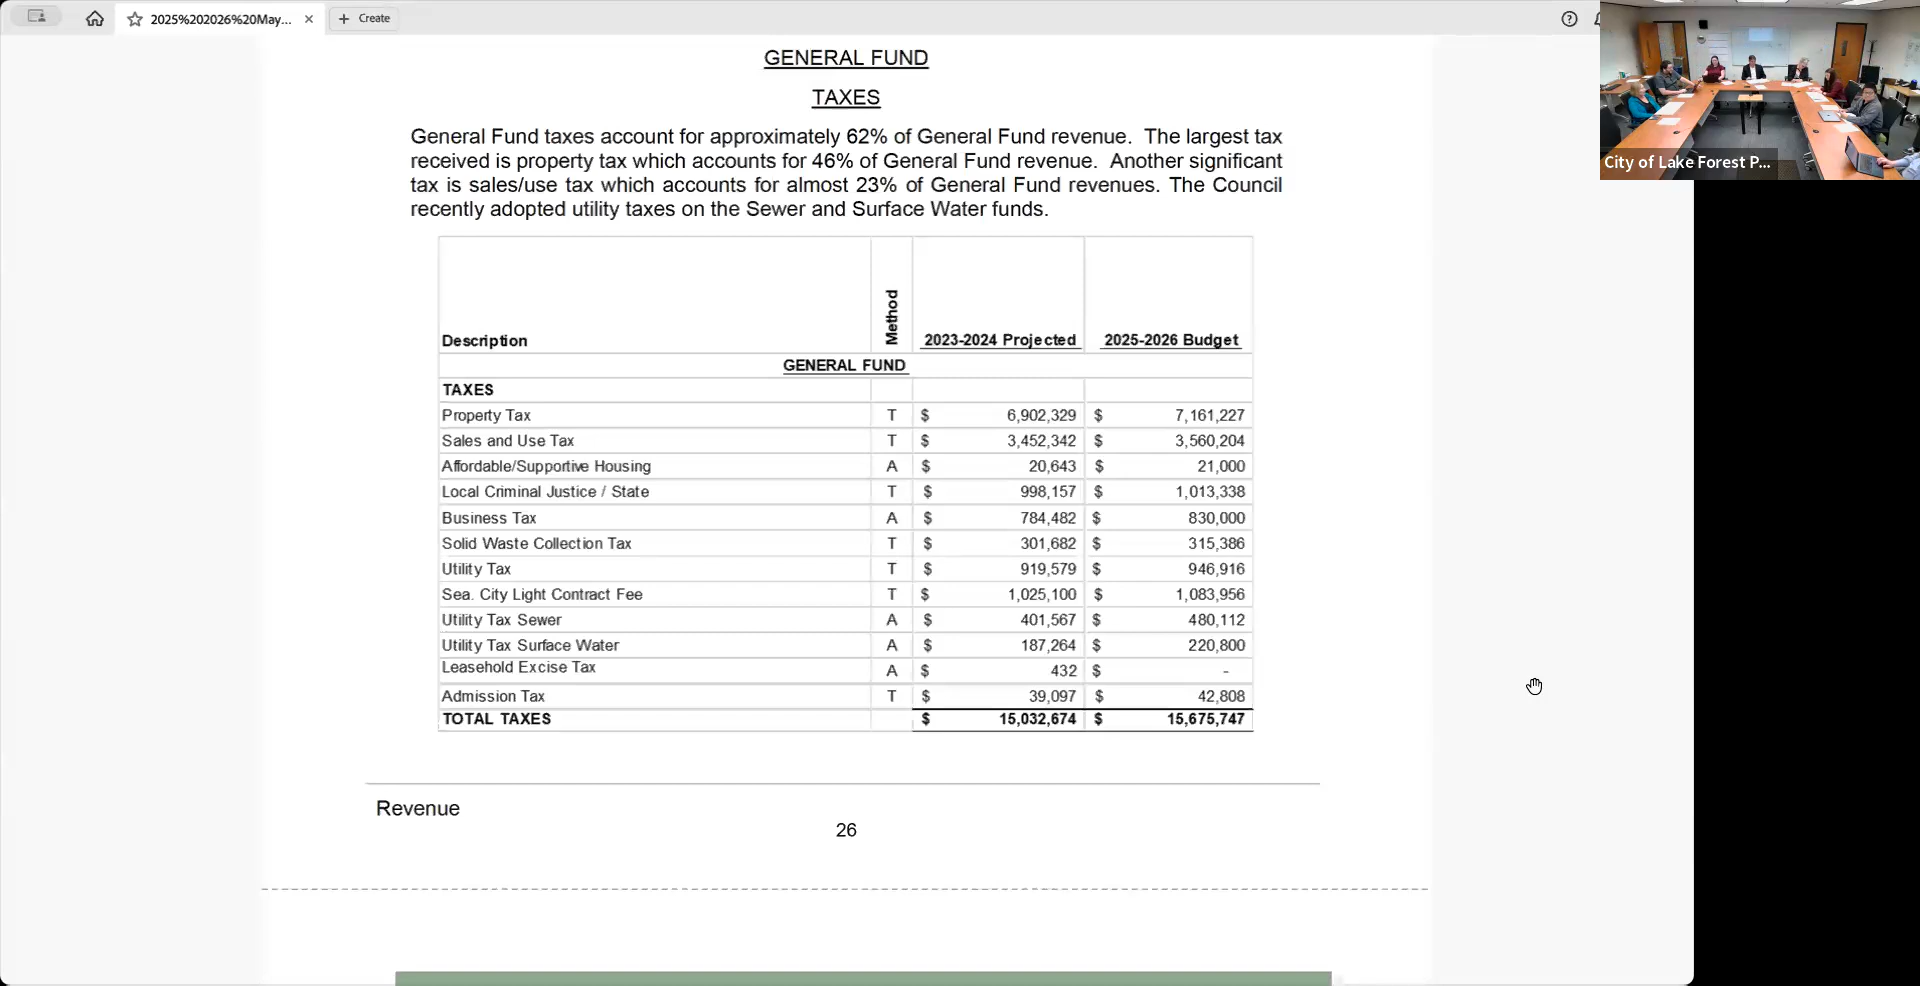 2025%202026%20May...
Create
GENERAL FUND
TAXES
General Fund taxes account for approximately 62% of General Fund revenue. The largest tax
received is property tax which accounts for 46% of General Fund revenue. Another significant
tax is sales/use tax which accounts for almost 23% of General Fund revenues. The Council
recently adopted utility taxes on the Sewer and Surface Water funds.
Description Method 2023-2024 Projected 2025-2026 Budget
GENERAL FUND
TAXES
Property Tax T $ 6,902,329 $ 7,161,227
Sales and Use Tax T $ 3,452,342 $ 3,560,204
Affordable/Supportive Housing A $ 20,643 $ 21,000
Local Criminal Justice / State T $ 998,157 $ 1,013,338
Business Tax A $ 784,482 $ 830,000
Solid Waste Collection Tax T $ 301,682 $ 315,386
Utility Tax T $ 919,579 $ 946,916
Sea. City Light Contract Fee T $ 1,025,100 $ 1,083,956
Utility Tax Sewer A $ 401,567 $ 480,112
Utility Tax Surface Water A $ 187,264 $ 220,800
Leasehold Excise Tax A $ 432 $ -
Admission Tax T $ 39,097 $ 42,808
TOTAL TAXES $ 15,032,674 $ 15,675,747
Revenue
26
City of Lake Forest P...